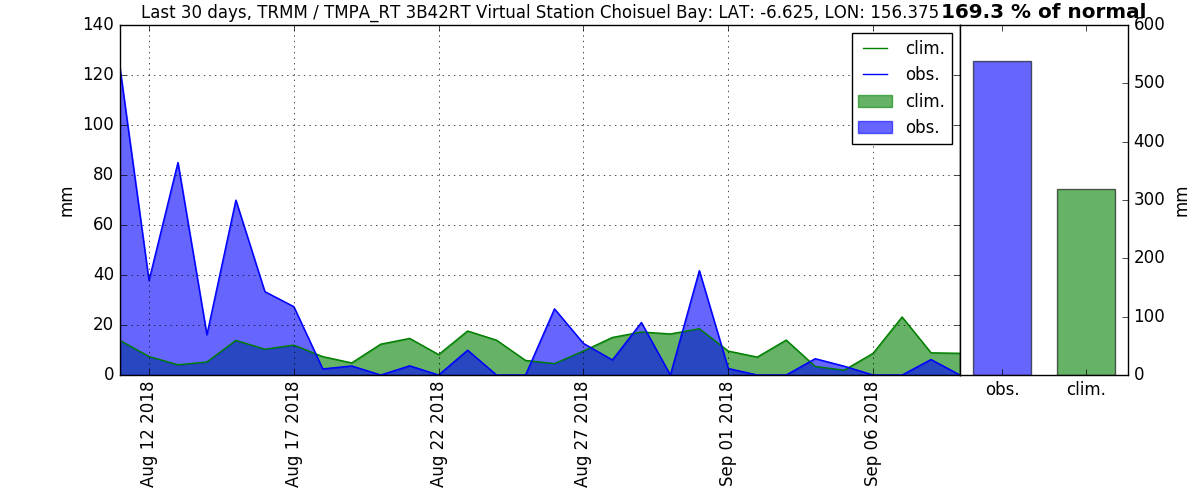 Last 30 days, TRMM / TMPA_RT 3B42RT Virtual Station Choisuel Bay: LAT: -6.625, LON: 156.375
169.3 % of normal
140
120
100
80
60
40
20
0
mm
clim.
obs.
clim.
obs.
Aug 12 2018
Aug 17 2018
Aug 22 2018
Aug 27 2018
Sep 01 2018
Sep 06 2018
600
500
400
300
200
100
0
mm
obs.
clim.